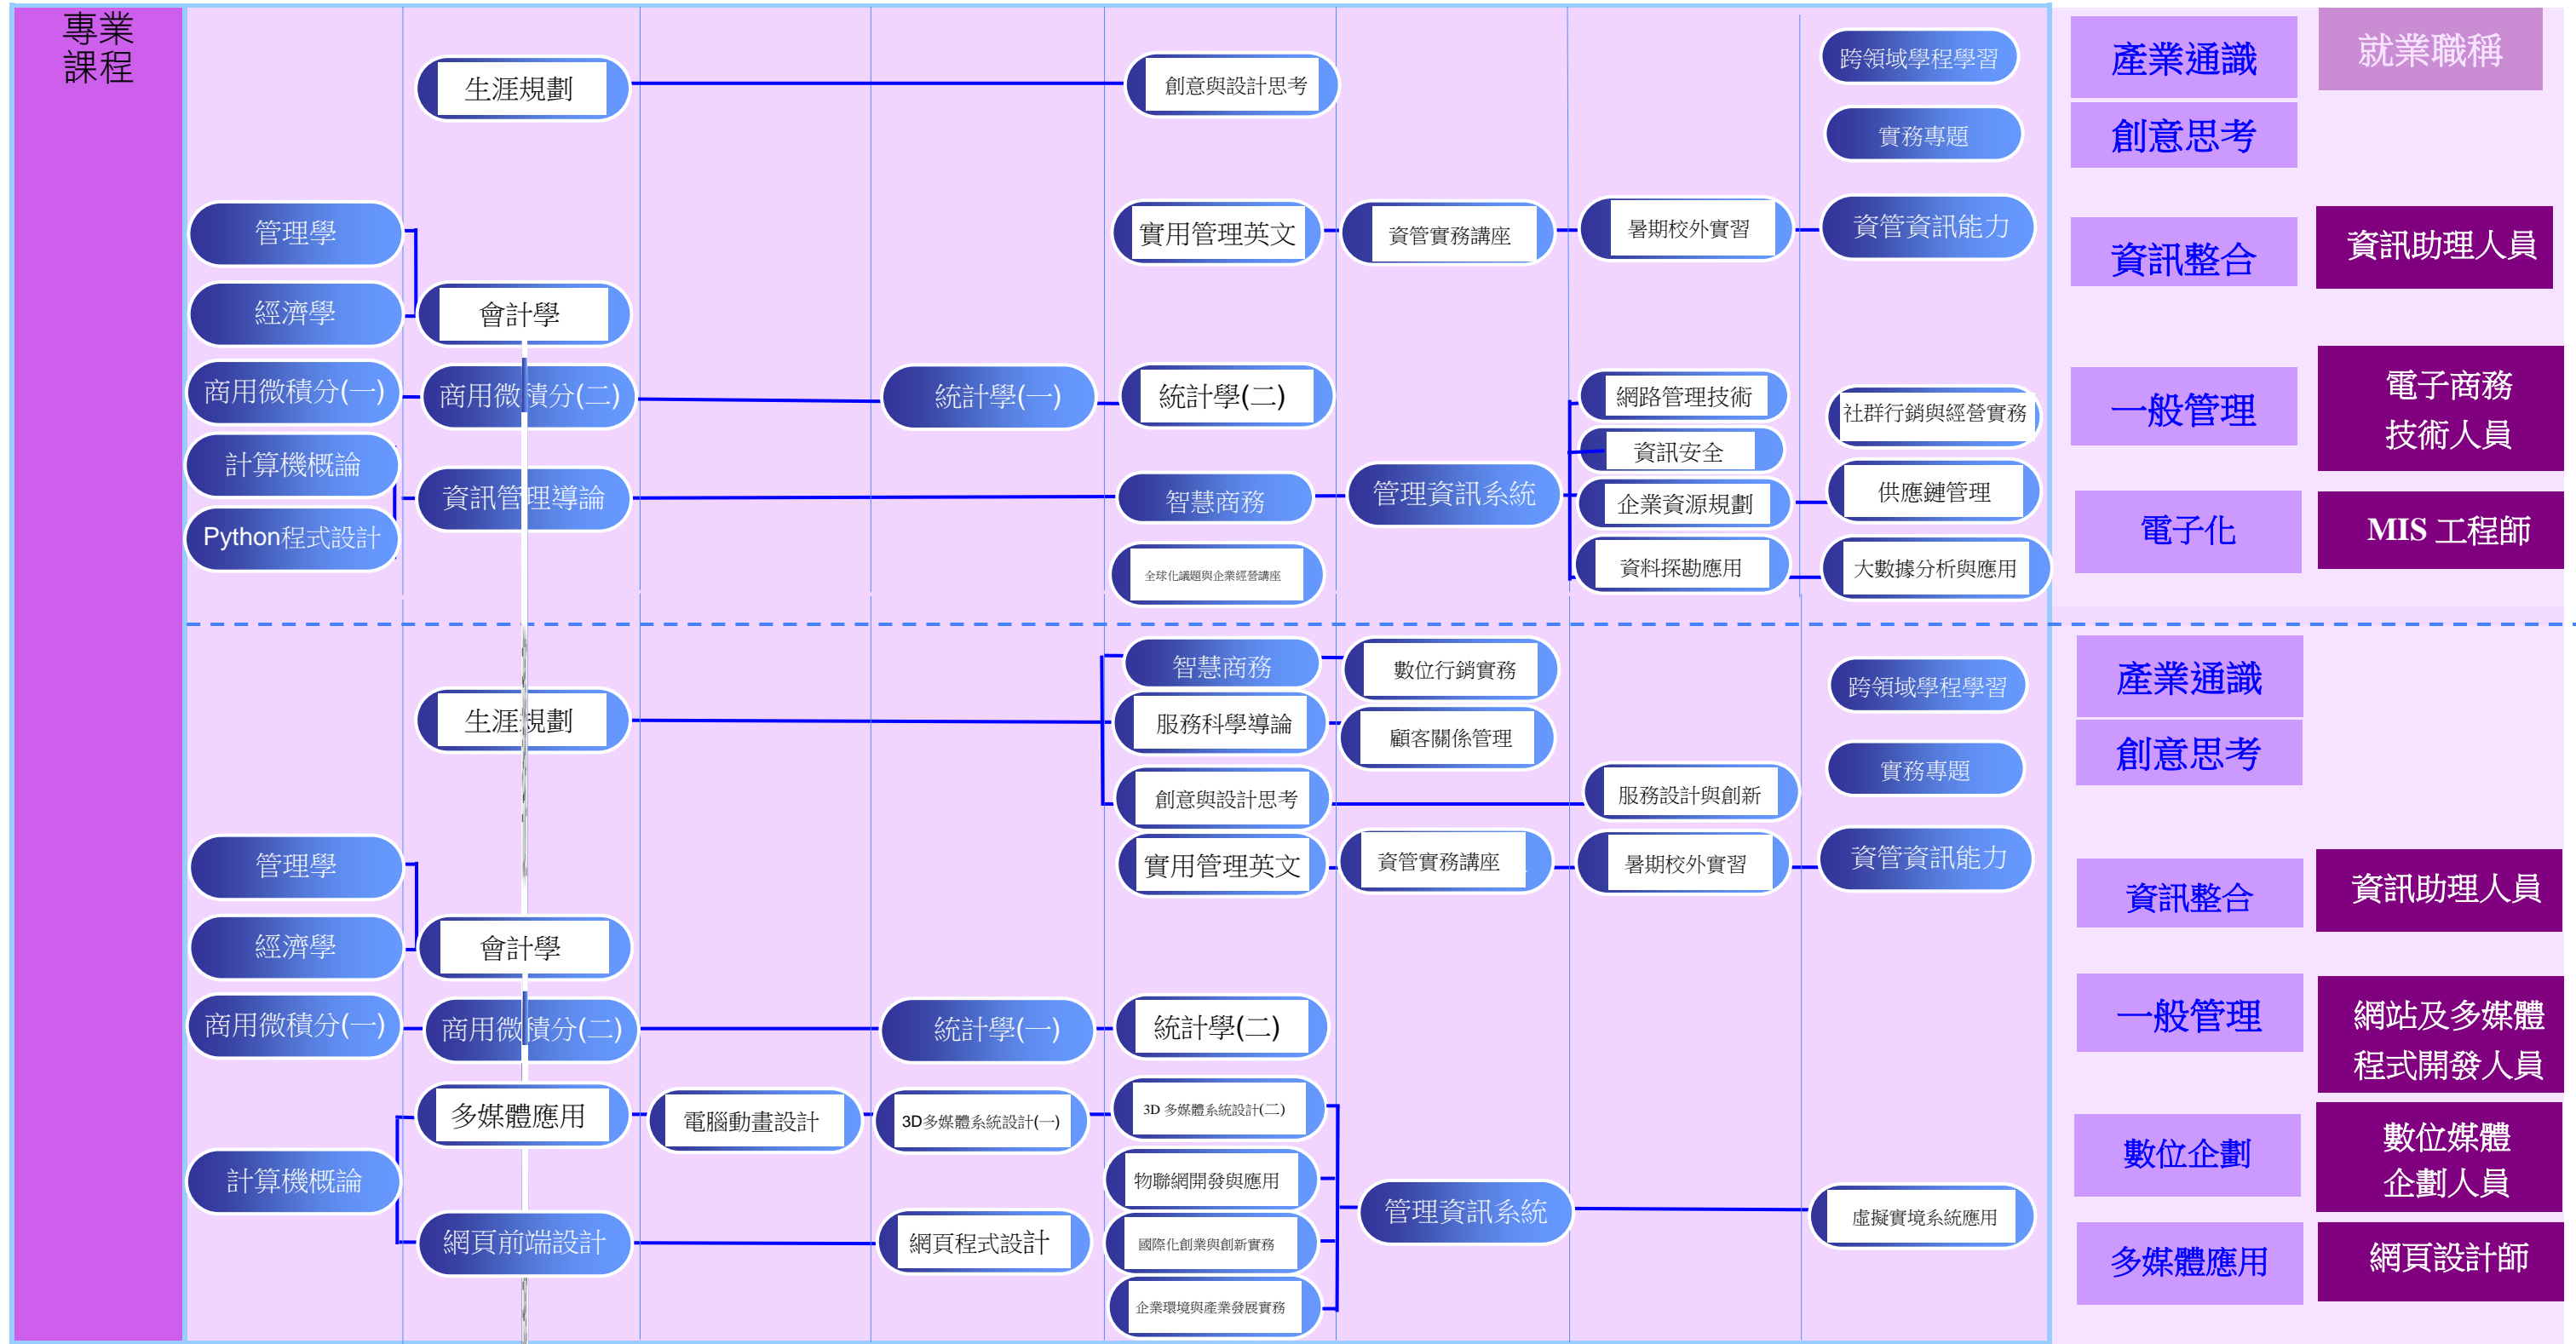 專業
課程
生涯規劃
創意與設計思考
跨領域學程學習
產業通識
就業職稱
實務專題
創意思考
管理學
實用管理英文
資管實務講座
暑期校外實習
資管資訊能力
資訊整合
資訊助理人員
經濟學
會計學
商用微積分(一)
商用微積分(二)
統計學(一)
統計學(二)
網路管理技術
社群行銷與經營實務
一般管理
電子商務
技術人員
計算機概論
資訊安全
Python程式設計
資訊管理導論
智慧商務
管理資訊系統
企業資源規劃
供應鏈管理
電子化
MIS 工程師
全球化議題與企業經營講座
資料探勘應用
大數據分析與應用
生涯規劃
智慧商務
數位行銷實務
跨領域學程學習
產業通識
服務科學導論
顧客關係管理
實務專題
創意思考
創意與設計思考
服務設計與創新
管理學
實用管理英文
資管實務講座
暑期校外實習
資管資訊能力
資訊整合
資訊助理人員
經濟學
會計學
商用微積分(一)
商用微積分(二)
統計學(一)
統計學(二)
一般管理
網站及多媒體
程式開發人員
多媒體應用
電腦動畫設計
3D多媒體系統設計(一)
3D 多媒體系統設計(二)
數位企劃
數位媒體
企劃人員
計算機概論
物聯網開發與應用
管理資訊系統
虛擬實境系統應用
網頁前端設計
網頁程式設計
國際化創業與創新實務
多媒體應用
網頁設計師
企業環境與產業發展實務